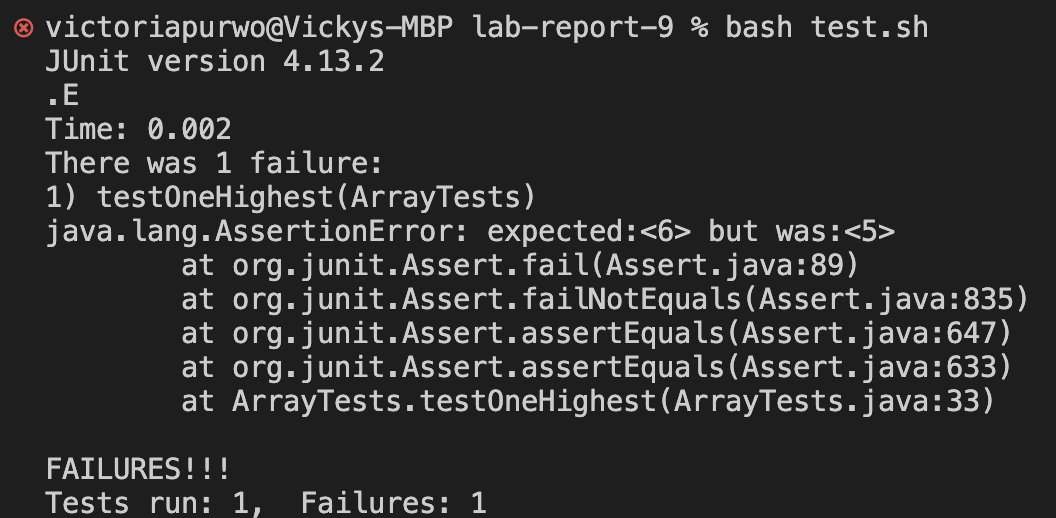 victoriapurwo@Vickys-MBP lab-report-9 % bash test.sh
JUnit version 4.13.2
.E
Time: 0.002
There was 1 failure:
1) testOneHighest(ArrayTests)
java.lang.AssertionError: expected:<6> but was:<5>
        at org.junit.Assert.fail(Assert.java:89)
        at org.junit.Assert.failNotEquals(Assert.java:835)
        at org.junit.Assert.assertEquals(Assert.java:647)
        at org.junit.Assert.assertEquals(Assert.java:633)
        at ArrayTests.testOneHighest(ArrayTests.java:33)

FAILURES!!!
Tests run: 1,  Failures: 1